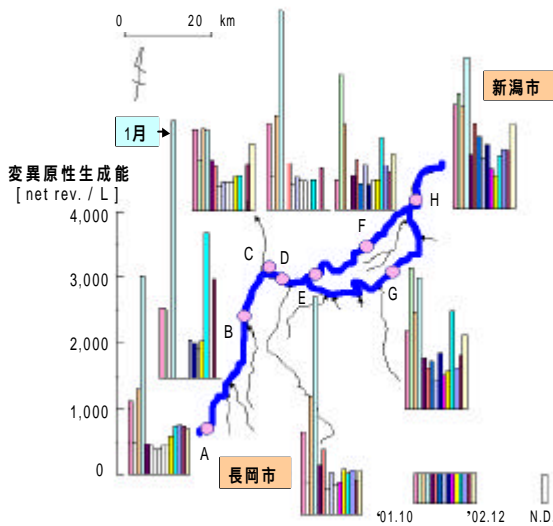 0 20 km
新潟市
1月
変異原性生成能
[ net rev. / L ]
4,000
3,000
2,000
1,000
0
A
B
C
D
E
F
G
H
長岡市
'01.10 '02.12 N.D.